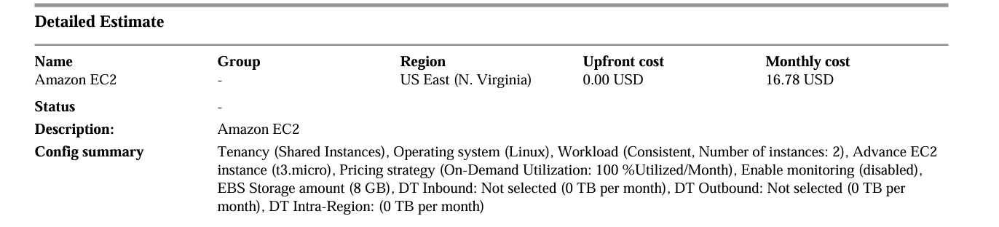 Detailed Estimate
Name Group Region Upfront cost Monthly cost
Amazon EC2 - US East (N. Virginia) 0.00 USD 16.78 USD
Status -
Description: Amazon EC2
Config summary Tenancy (Shared Instances), Operating system (Linux), Workload (Consistent, Number of instances: 2), Advance EC2
instance (t3.micro), Pricing strategy (On-Demand Utilization: 100 %Utilized/Month), Enable monitoring (disabled),
EBS Storage amount (8 GB), DT Inbound: Not selected (0 TB per month), DT Outbound: Not selected (0 TB per
month), DT Intra-Region: (0 TB per month)